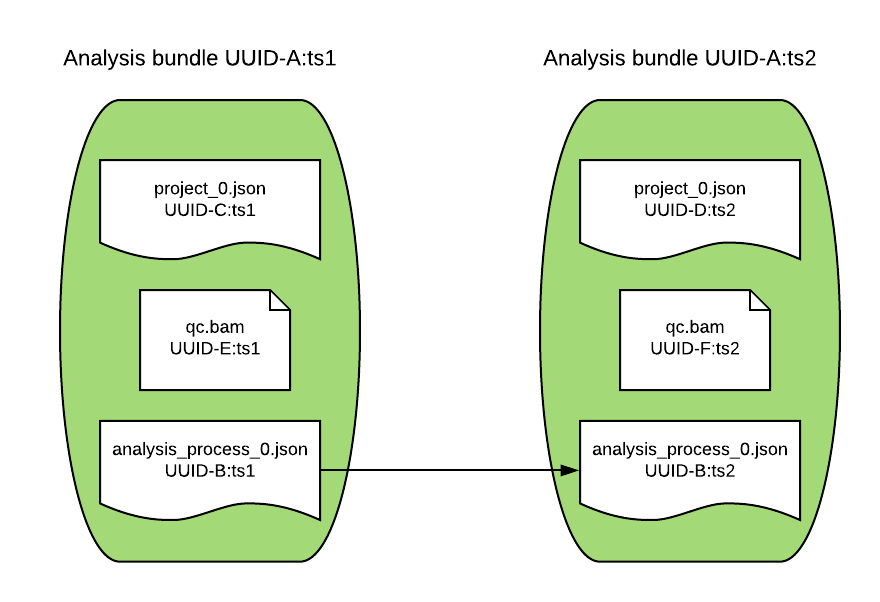 Analysis bundle UUID-A:ts1
project_0.json
UUID-C:ts1
qc.bam
UUID-E:ts1
analysis_process_0.json
UUID-B:ts1
Analysis bundle UUID-A:ts2
project_0.json
UUID-D:ts2
qc.bam
UUID-F:ts2
analysis_process_0.json
UUID-B:ts2